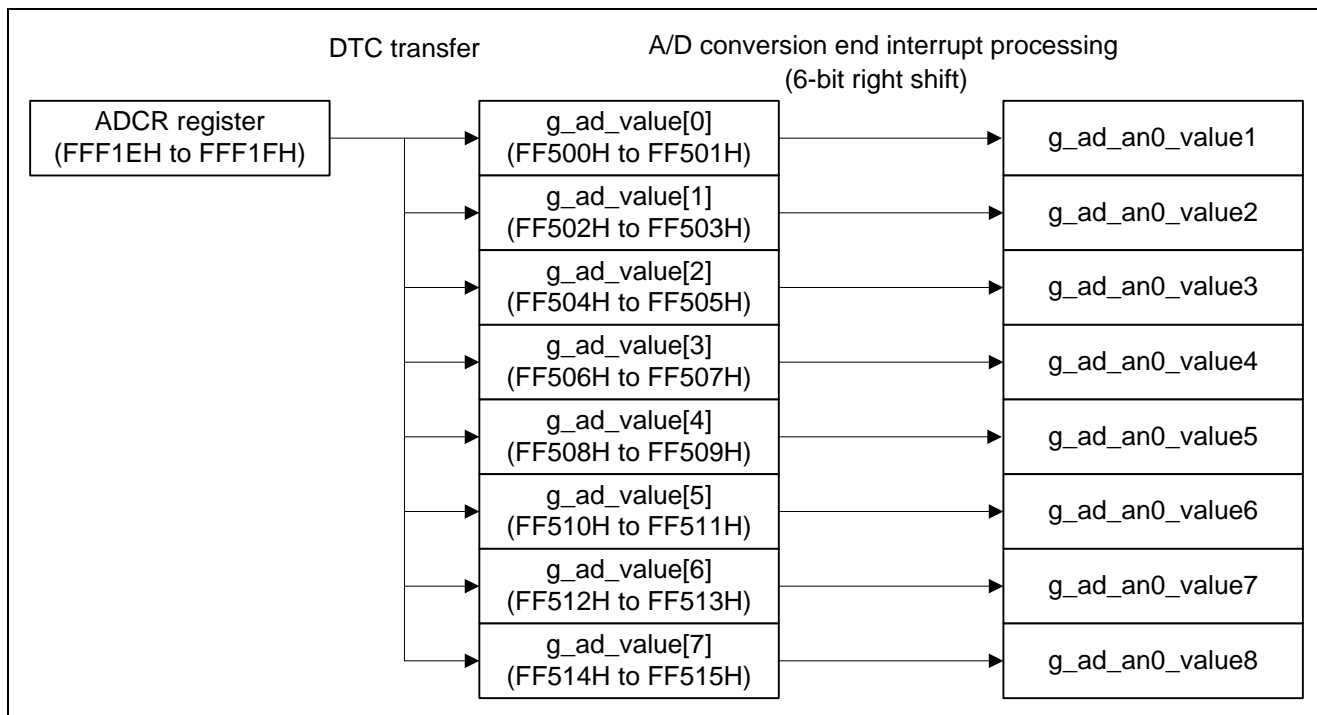 DTC transfer
A/D conversion end interrupt processing
(6-bit right shift)
ADCR register
(FFF1EH to FFF1FH)
g_ad_value[0]
(FF500H to FF501H)
g_ad_an0_value1
g_ad_value[1]
(FF502H to FF503H)
g_ad_an0_value2
g_ad_value[2]
(FF504H to FF505H)
g_ad_an0_value3
g_ad_value[3]
(FF506H to FF507H)
g_ad_an0_value4
g_ad_value[4]
(FF508H to FF509H)
g_ad_an0_value5
g_ad_value[5]
(FF510H to FF511H)
g_ad_an0_value6
g_ad_value[6]
(FF512H to FF513H)
g_ad_an0_value7
g_ad_value[7]
(FF514H to FF515H)
g_ad_an0_value8